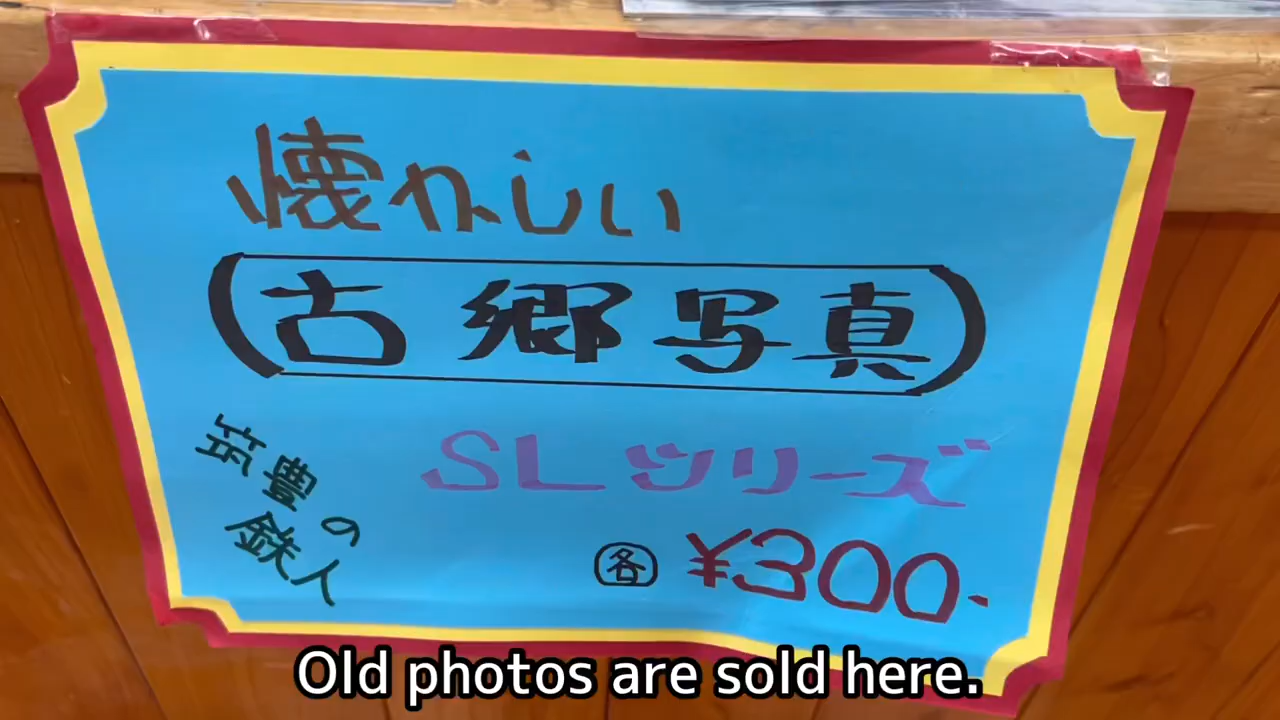 懐かしい
古郷写真
SLシリーズ
筑豊の
鉄人
各 ¥300.
Old photos are sold here.